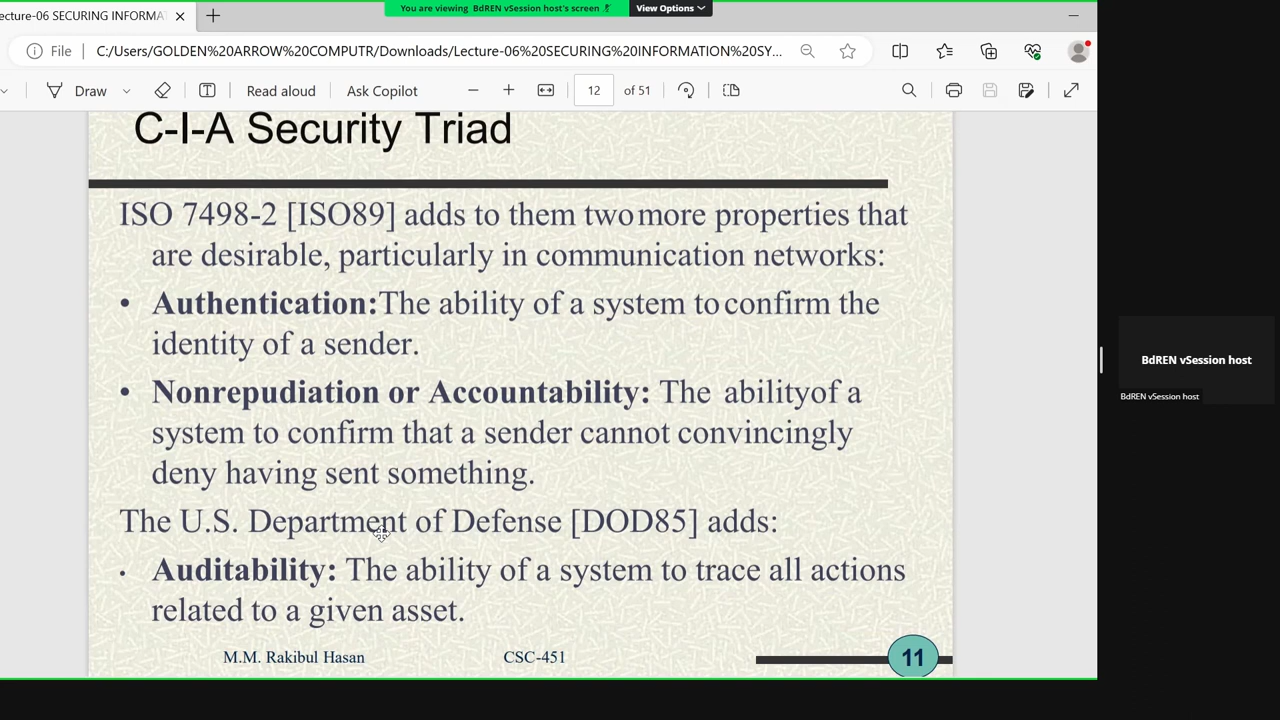 You are viewing BdREN vSession host's screen
View Options
ecture-06 SECURING INFORMA
File C:/Users/GOLDEN%20ARROW%20COMPUTR/Downloads/Lecture-06%20SECURING%20INFORMATION%20SY...
Draw Read aloud Ask Copilot 12 of 51
C-I-A Security Triad
ISO 7498-2 [ISO89] adds to them two more properties that
are desirable, particularly in communication networks:
• Authentication:The ability of a system to confirm the
identity of a sender.
• Nonrepudiation or Accountability: The abilityof a
system to confirm that a sender cannot convincingly
deny having sent something.
The U.S. Department of Defense [DOD85] adds:
• Auditability: The ability of a system to trace all actions
related to a given asset.
M.M. Rakibul Hasan CSC-451 11
BdREN vSession host
BdREN vSession host